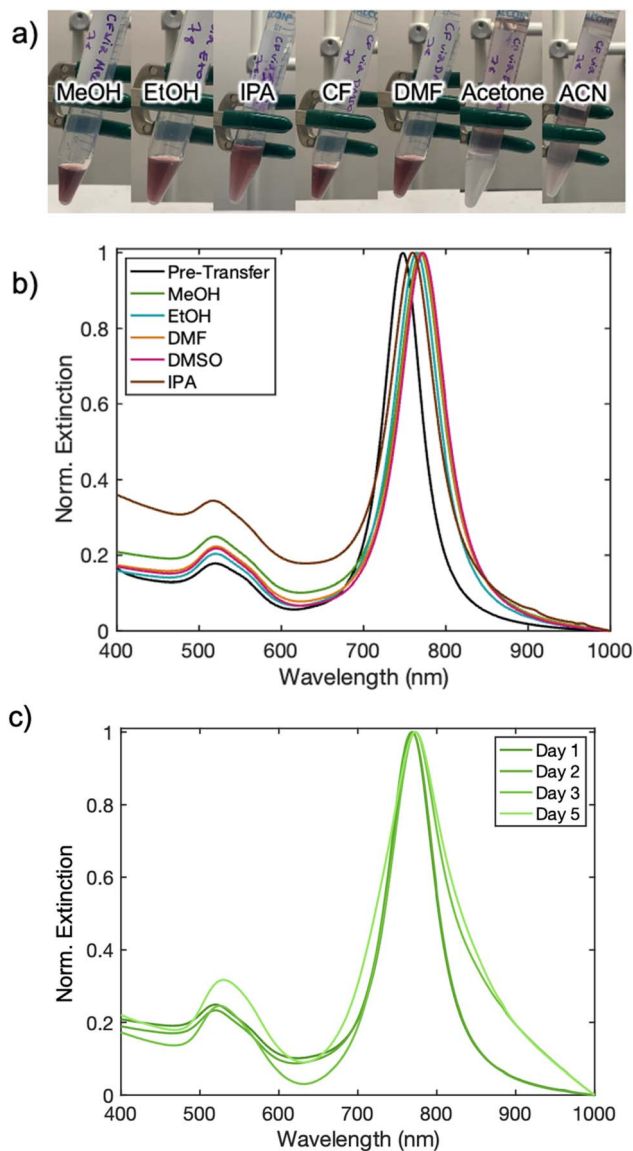 a)
MeOH EtOH IPA CF DMF Acetone ACN
b)
Norm. Extinction
1
0.8
0.6
0.4
0.2
0
Pre-Transfer
MeOH
EtOH
DMF
DMSO
IPA
400 500 600 700 800 900 1000
Wavelength (nm)
c)
Norm. Extinction
1
0.8
0.6
0.4
0.2
0
Day 1
Day 2
Day 3
Day 5
400 500 600 700 800 900 1000
Wavelength (nm)